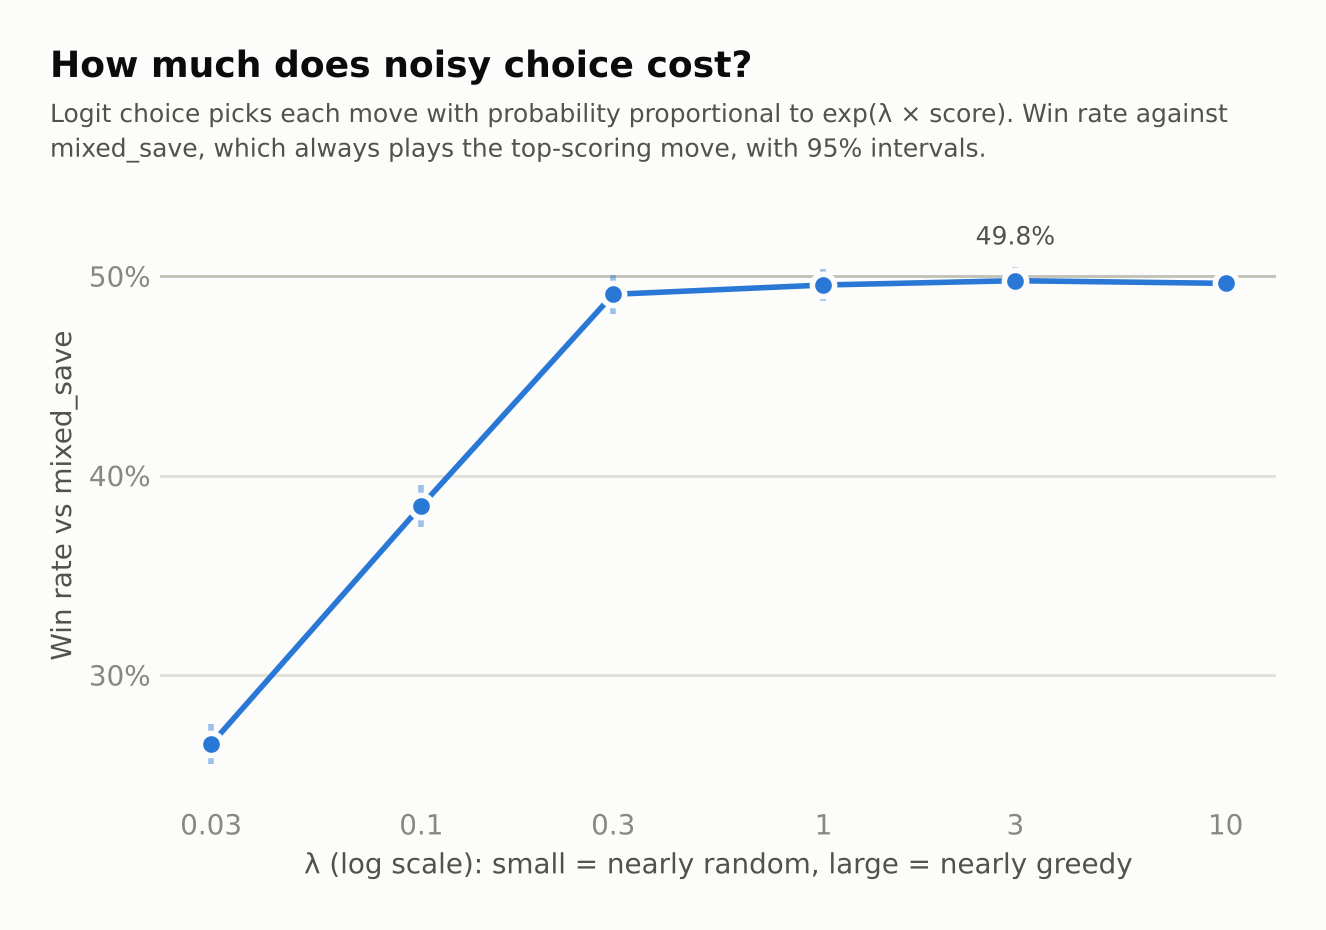 How much does noisy choice cost?
Logit choice picks each move with probability proportional to exp(λ × score). Win rate against
mixed_save, which always plays the top-scoring move, with 95% intervals.
49.8%
50%
40%
30%
Win rate vs mixed_save
0.03 0.1 0.3 1 3 10
λ (log scale): small = nearly random, large = nearly greedy